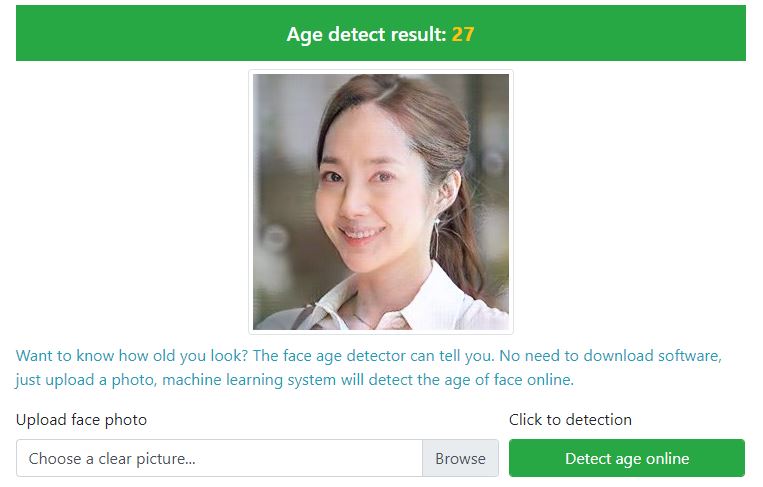 Age detect result: 27
Want to know how old you look? The face age detector can tell you. No need to download software,
just upload a photo, machine learning system will detect the age of face online.
Upload face photo
Click to detection
Choose a clear picture...
Browse
Detect age online